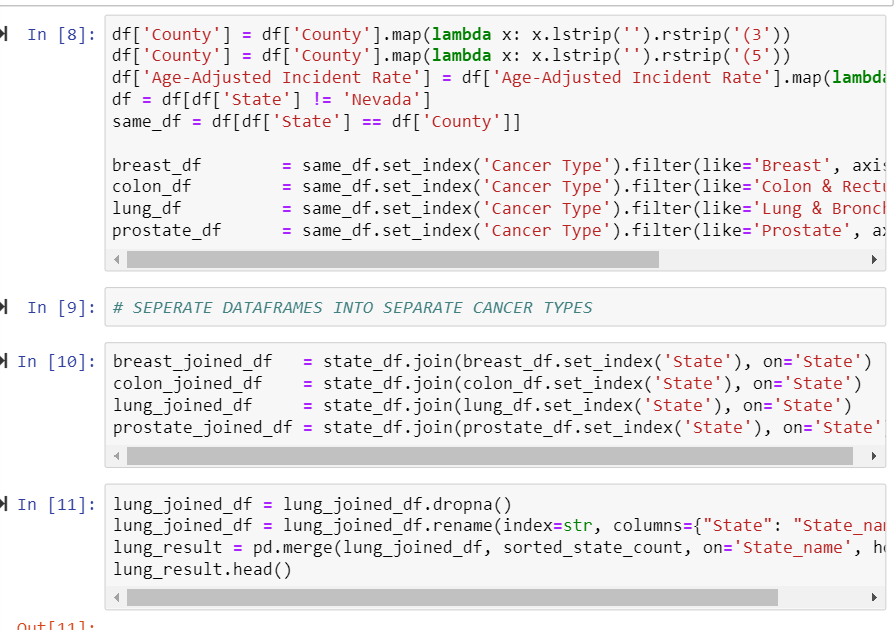 In [8]:
df['County'] = df['County'].map(lambda x: x.lstrip('').rstrip('(3'))
df['County'] = df['County'].map(lambda x: x.lstrip('').rstrip('(5'))
df['Age-Adjusted Incident Rate'] = df['Age-Adjusted Incident Rate'].map(lambda
df = df[df['State'] != 'Nevada']
same_df = df[df['State'] == df['County']]
breast_df = same_df.set_index('Cancer Type').filter(like='Breast', axis
colon_df = same_df.set_index('Cancer Type').filter(like='Colon & Rectu
lung_df = same_df.set_index('Cancer Type').filter(like='Lung & Bronch
prostate_df = same_df.set_index('Cancer Type').filter(like='Prostate', ax
In [9]:
# SEPERATE DATAFRAMES INTO SEPARATE CANCER TYPES
In [10]:
breast_joined_df = state_df.join(breast_df.set_index('State'), on='State')
colon_joined_df = state_df.join(colon_df.set_index('State'), on='State')
lung_joined_df = state_df.join(lung_df.set_index('State'), on='State')
prostate_joined_df = state_df.join(prostate_df.set_index('State'), on='State'
In [11]:
lung_joined_df = lung_joined_df.dropna()
lung_joined_df = lung_joined_df.rename(index=str, columns={"State": "State_nam
lung_result = pd.merge(lung_joined_df, sorted_state_count, on='State_name', ho
lung_result.head()
Out[11]: